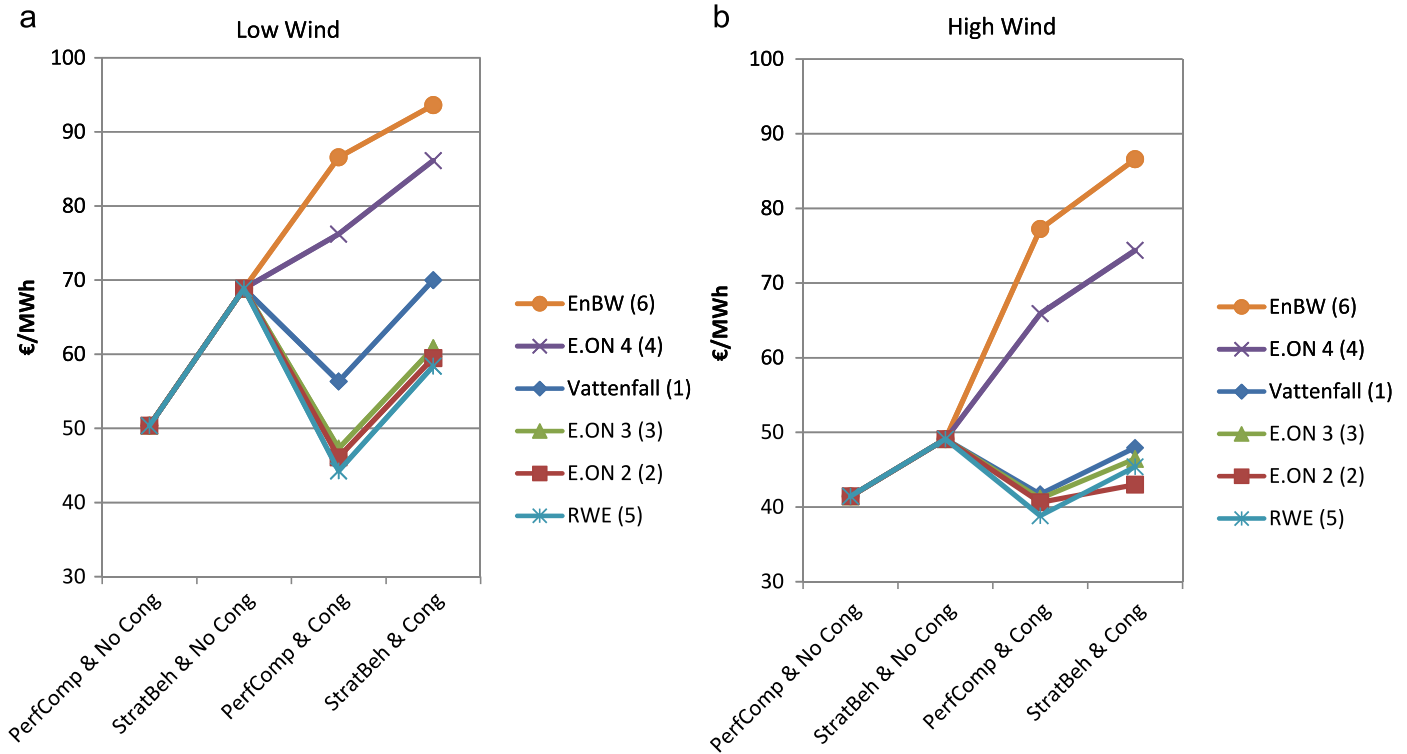 a
Low Wind
100
90
80
70
60
50
40
30
€/MWh
PerfComp & No Cong
StratBeh & No Cong
PerfComp & Cong
StratBeh & Cong
EnBW (6)
E.ON 4 (4)
Vattenfall (1)
E.ON 3 (3)
E.ON 2 (2)
RWE (5)
b
High Wind
100
90
80
70
60
50
40
30
€/MWh
PerfComp & No Cong
StratBeh & No Cong
PerfComp & Cong
StratBeh & Cong
EnBW (6)
E.ON 4 (4)
Vattenfall (1)
E.ON 3 (3)
E.ON 2 (2)
RWE (5)